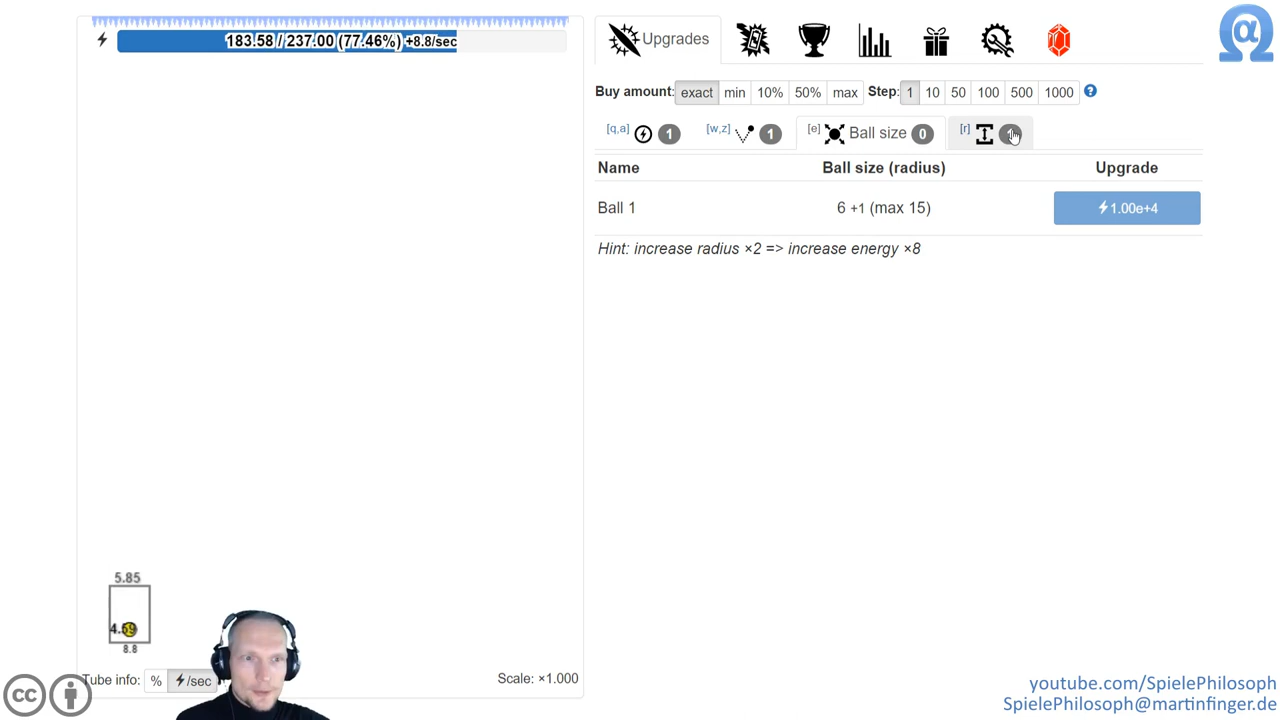 183.58 / 237.00 (77.46%) +8.8/sec
Upgrades
Buy amount: exact min 10% 50% max Step: 1 10 50 100 500 1000 ?
[q,a] 1 [w,z] 1 [e] Ball size 0 [r]
Name Ball size (radius) Upgrade
Ball 1 6 +1 (max 15) 1.00e+4
Hint: increase radius ×2 => increase energy ×8
5.85
4.59
8.8
Tube info: % /sec Scale: ×1.000
cc
youtube.com/SpielePhilosoph
SpielePhilosoph@martinfinger.de